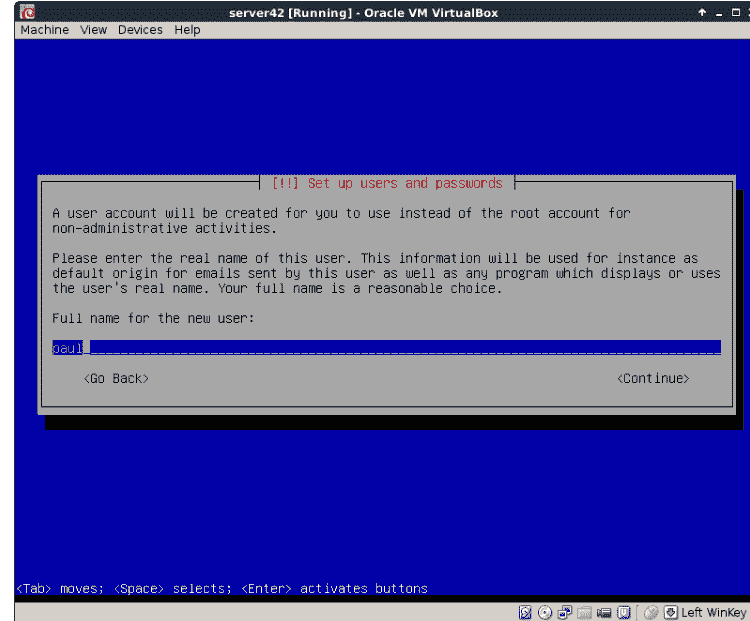 server42 [Running] - Oracle VM VirtualBox
Machine View Devices Help
[!!] Set up users and passwords
A user account will be created for you to use instead of the root account for
non-administrative activities.
Please enter the real name of this user. This information will be used for instance as
default origin for emails sent by this user as well as any program which displays or uses
the user's real name. Your full name is a reasonable choice.
Full name for the new user:
paul
<Go Back> <Continue>
<Tab> moves; <Space> selects; <Enter> activates buttons
Left WinKey